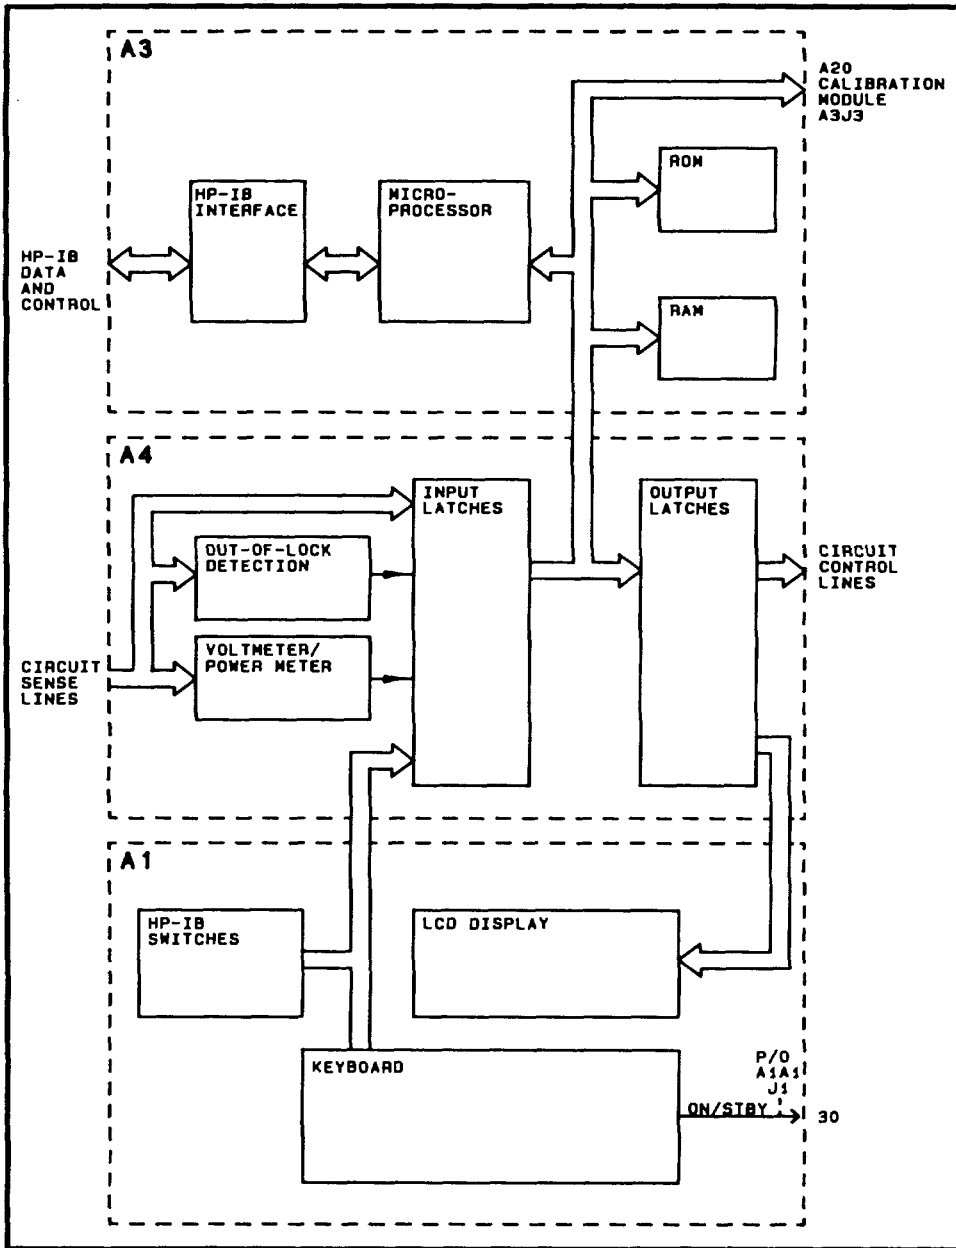 A3
A20
CALIBRATION
MODULE
A3J3
ROM
HP-IB
INTERFACE
MICRO-
PROCESSOR
HP-IB
DATA
AND
CONTROL
RAM
A4
INPUT
LATCHES
OUTPUT
LATCHES
OUT-OF-LOCK
DETECTION
CIRCUIT
CONTROL
LINES
VOLTMETER/
POWER METER
CIRCUIT
SENSE
LINES
A1
HP-IB
SWITCHES
LCD DISPLAY
KEYBOARD
P/O
A1A1
J1
ON/STBY
30